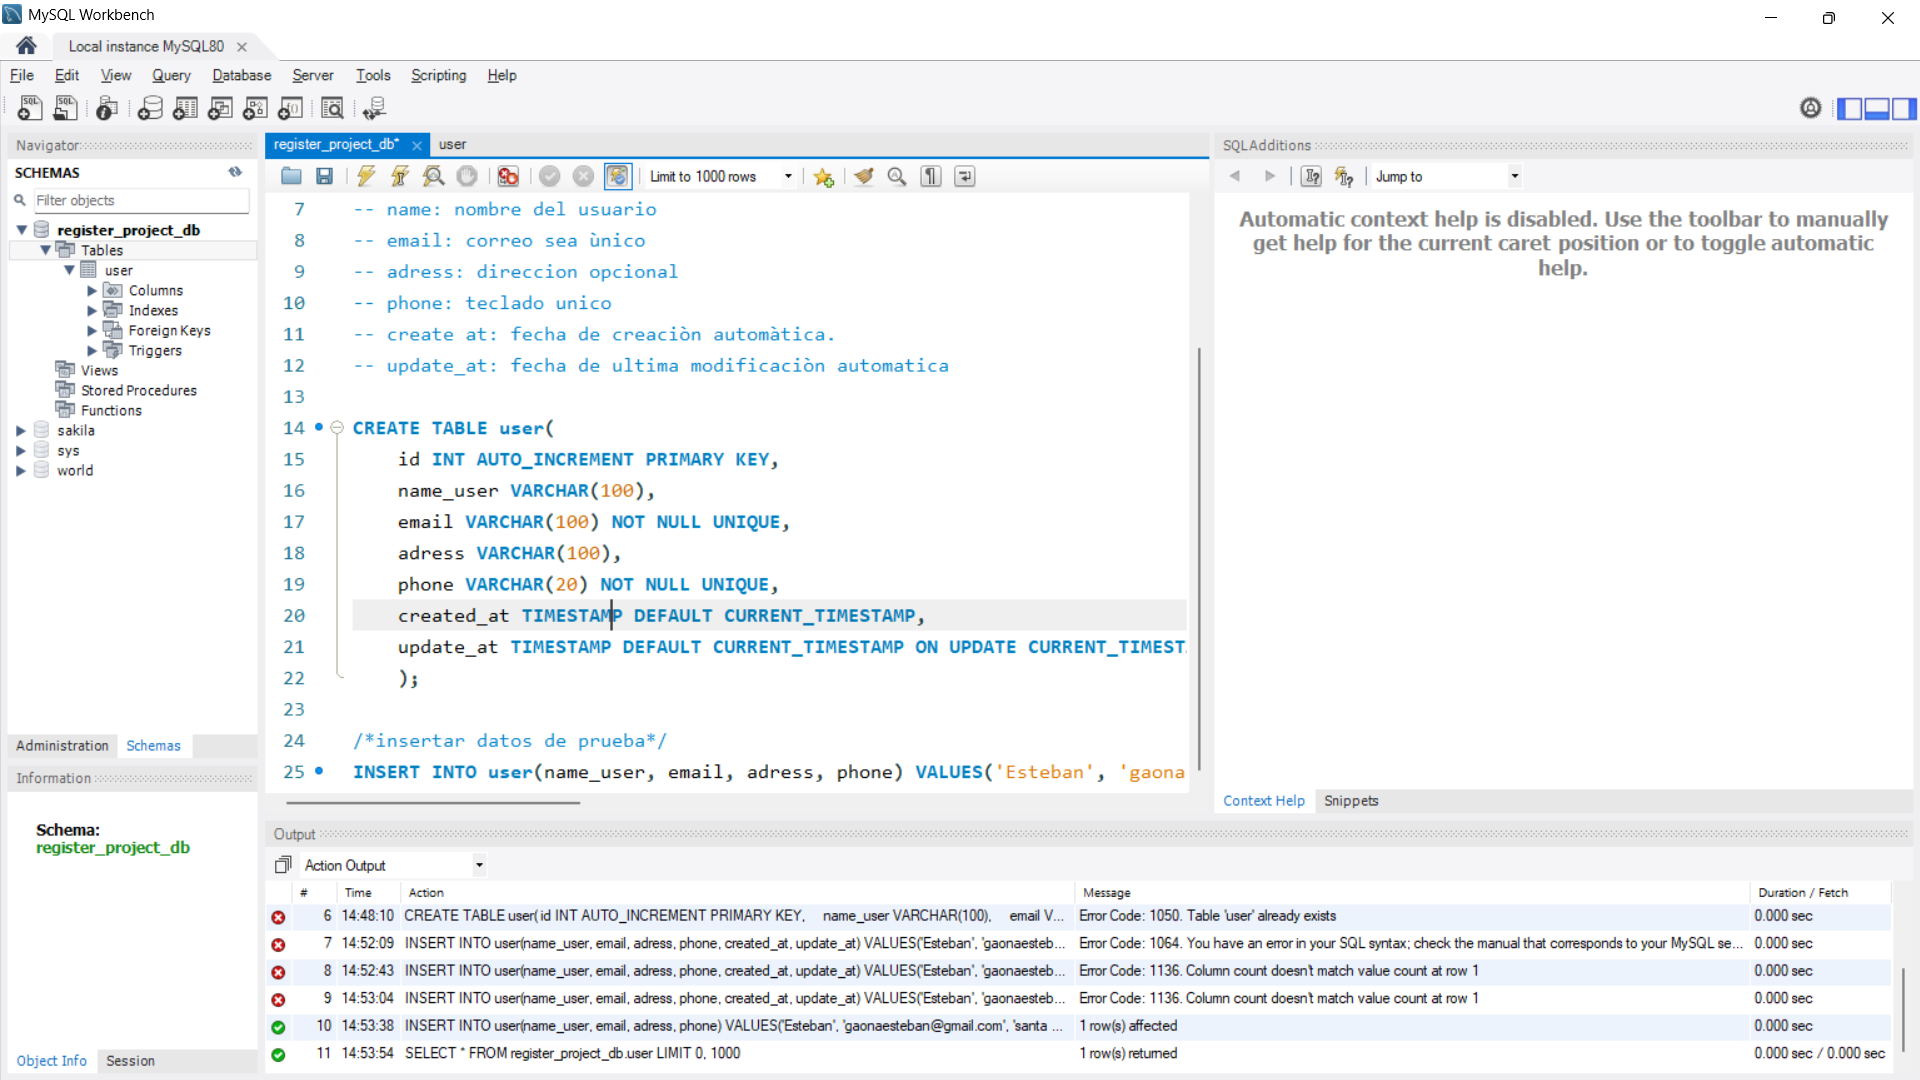 MySQL Workbench
Local instance MySQL80
File Edit View Query Database Server Tools Scripting Help
Navigator
SCHEMAS
Filter objects
register_project_db
Tables
user
Columns
Indexes
Foreign Keys
Triggers
Views
Stored Procedures
Functions
sakila
sys
world
Administration Schemas
Information
Schema:
register_project_db
Object Info Session
register_project_db* user
Limit to 1000 rows
7 -- name: nombre del usuario
8 -- email: correo sea ùnico
9 -- adress: direccion opcional
10 -- phone: teclado unico
11 -- create at: fecha de creaciòn automàtica.
12 -- update_at: fecha de ultima modificaciòn automatica
13
14 CREATE TABLE user(
15 id INT AUTO_INCREMENT PRIMARY KEY,
16 name_user VARCHAR(100),
17 email VARCHAR(100) NOT NULL UNIQUE,
18 adress VARCHAR(100),
19 phone VARCHAR(20) NOT NULL UNIQUE,
20 created_at TIMESTAMP DEFAULT CURRENT_TIMESTAMP,
21 update_at TIMESTAMP DEFAULT CURRENT_TIMESTAMP ON UPDATE CURRENT_TIMEST
22 );
23
24 /*insertar datos de prueba*/
25 INSERT INTO user(name_user, email, adress, phone) VALUES('Esteban', 'gaona
SQLAdditions
Jump to
Automatic context help is disabled. Use the toolbar to manually
get help for the current caret position or to toggle automatic
help.
Context Help Snippets
Output
Action Output
# Time Action Message Duration / Fetch
6 14:48:10 CREATE TABLE user( id INT AUTO_INCREMENT PRIMARY KEY, name_user VARCHAR(100), email V... Error Code: 1050. Table 'user' already exists 0.000 sec
7 14:52:09 INSERT INTO user(name_user, email, adress, phone, created_at, update_at) VALUES('Esteban', 'gaonaesteb... Error Code: 1064. You have an error in your SQL syntax; check the manual that corresponds to your MySQL se... 0.000 sec
8 14:52:43 INSERT INTO user(name_user, email, adress, phone, created_at, update_at) VALUES('Esteban', 'gaonaesteb... Error Code: 1136. Column count doesn't match value count at row 1 0.000 sec
9 14:53:04 INSERT INTO user(name_user, email, adress, phone, created_at, update_at) VALUES('Esteban', 'gaonaesteb... Error Code: 1136. Column count doesn't match value count at row 1 0.000 sec
10 14:53:38 INSERT INTO user(name_user, email, adress, phone) VALUES('Esteban', 'gaonaesteban@gmail.com', 'santa ... 1 row(s) affected 0.000 sec
11 14:53:54 SELECT * FROM register_project_db.user LIMIT 0, 1000 1 row(s) returned 0.000 sec / 0.000 sec